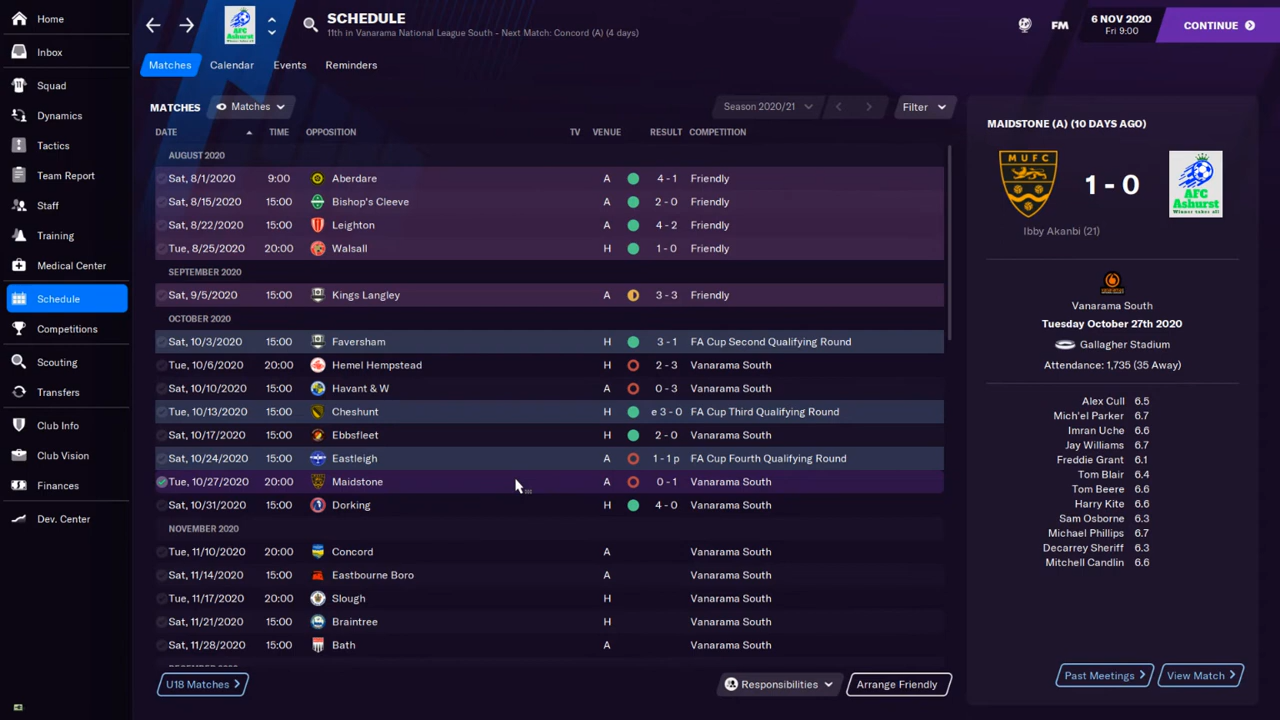 Home
Inbox
Squad
Dynamics
Tactics
Team Report
Staff
Training
Medical Center
Schedule
Competitions
Scouting
Transfers
Club Info
Club Vision
Finances
Dev. Center
AFC
Ashurst
SCHEDULE
11th in Vanarama National League South - Next Match: Concord (A) (4 days)
FM
6 NOV 2020
Fri 9:00
CONTINUE
Matches Calendar Events Reminders
MATCHES Matches Season 2020/21 Filter
DATE TIME OPPOSITION TV VENUE RESULT COMPETITION
AUGUST 2020
Sat, 8/1/2020 9:00 Aberdare A 4 - 1 Friendly
Sat, 8/15/2020 15:00 Bishop's Cleeve A 2 - 0 Friendly
Sat, 8/22/2020 15:00 Leighton A 4 - 2 Friendly
Tue, 8/25/2020 20:00 Walsall H 1 - 0 Friendly
SEPTEMBER 2020
Sat, 9/5/2020 15:00 Kings Langley A 3 - 3 Friendly
OCTOBER 2020
Sat, 10/3/2020 15:00 Faversham H 3 - 1 FA Cup Second Qualifying Round
Tue, 10/6/2020 20:00 Hemel Hempstead H 2 - 3 Vanarama South
Sat, 10/10/2020 15:00 Havant & W A 0 - 3 Vanarama South
Tue, 10/13/2020 15:00 Cheshunt H e 3 - 0 FA Cup Third Qualifying Round
Sat, 10/17/2020 15:00 Ebbsfleet H 2 - 0 Vanarama South
Sat, 10/24/2020 15:00 Eastleigh A 1 - 1 p FA Cup Fourth Qualifying Round
Tue, 10/27/2020 20:00 Maidstone A 0 - 1 Vanarama South
Sat, 10/31/2020 15:00 Dorking H 4 - 0 Vanarama South
NOVEMBER 2020
Tue, 11/10/2020 20:00 Concord A Vanarama South
Sat, 11/14/2020 15:00 Eastbourne Boro A Vanarama South
Tue, 11/17/2020 20:00 Slough H Vanarama South
Sat, 11/21/2020 15:00 Braintree H Vanarama South
Sat, 11/28/2020 15:00 Bath A Vanarama South
U18 Matches Responsibilities Arrange Friendly
MAIDSTONE (A) (10 DAYS AGO)
MUFC
1 - 0
AFC
Ashurst
Winner takes all
Ibby Akanbi (21)
Vanarama South
Tuesday October 27th 2020
Gallagher Stadium
Attendance: 1,735 (35 Away)
Alex Cull 6.5
Mich'el Parker 6.7
Imran Uche 6.6
Jay Williams 6.7
Freddie Grant 6.1
Tom Blair 6.4
Tom Beere 6.6
Harry Kite 6.6
Sam Osborne 6.3
Michael Phillips 6.7
Decarrey Sheriff 6.3
Mitchell Candlin 6.6
Past Meetings View Match